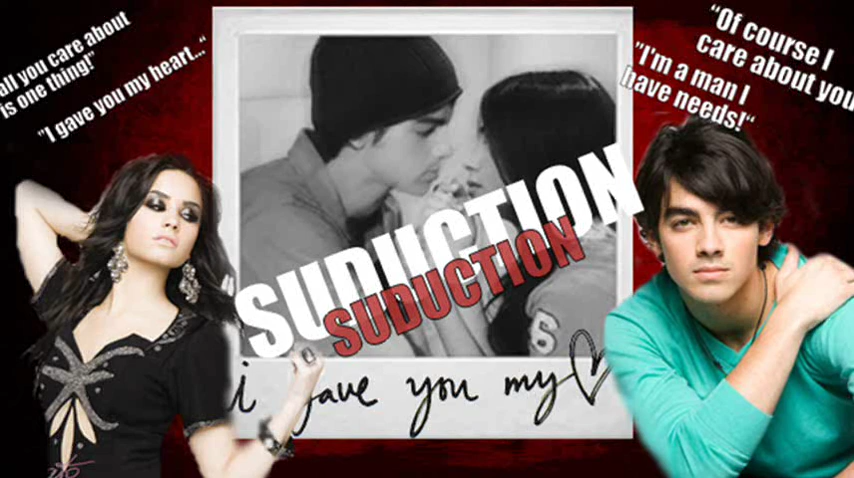 all you care about
is one thing!"
"I gave you my heart..."
"Of course I
care about you
"I'm a man I
have needs!"
SUDUCTION
SUDUCTION
6
i gave you my